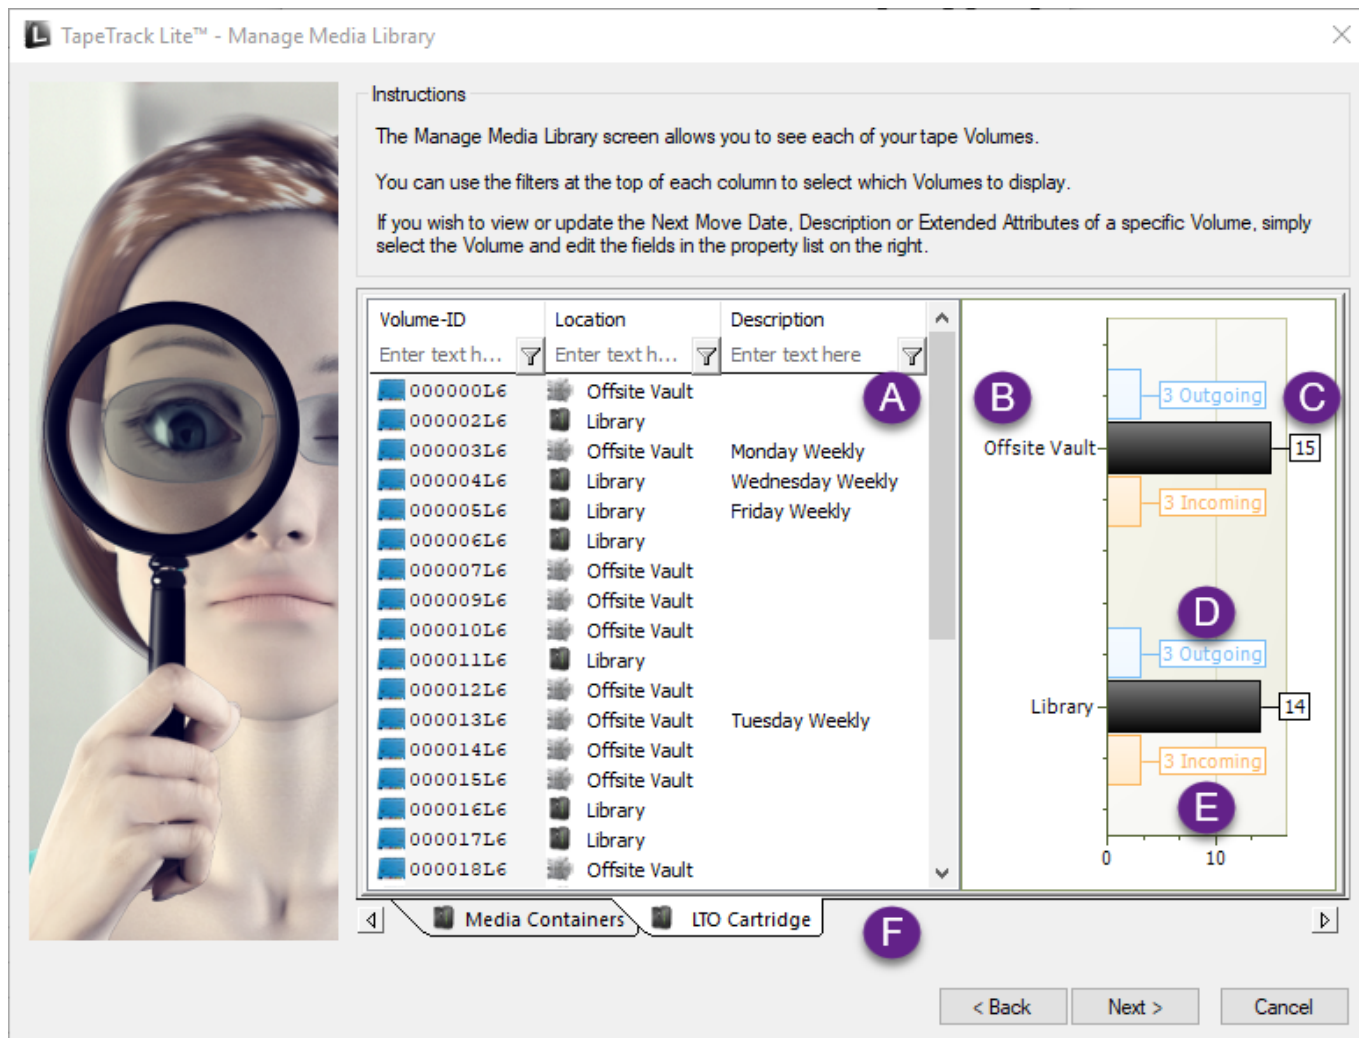 L TapeTrack Lite™ - Manage Media Library
Instructions
The Manage Media Library screen allows you to see each of your tape Volumes.
You can use the filters at the top of each column to select which Volumes to display.
If you wish to view or update the Next Move Date, Description or Extended Attributes of a specific Volume, simply
select the Volume and edit the fields in the property list on the right.
Volume-ID Location Description
Enter text h... Enter text h... Enter text here
000000L6 Offsite Vault
000002L6 Library
000003L6 Offsite Vault Monday Weekly
000004L6 Library Wednesday Weekly
000005L6 Library Friday Weekly
000006L6 Library
000007L6 Offsite Vault
000009L6 Offsite Vault
000010L6 Offsite Vault
000011L6 Library
000012L6 Offsite Vault
000013L6 Offsite Vault Tuesday Weekly
000014L6 Offsite Vault
000015L6 Offsite Vault
000016L6 Library
000017L6 Library
000018L6 Offsite Vault
A
B
3 Outgoing
C
Offsite Vault 15
3 Incoming
D
3 Outgoing
Library 14
3 Incoming
E
0 10
Media Containers LTO Cartridge
F
< Back Next > Cancel